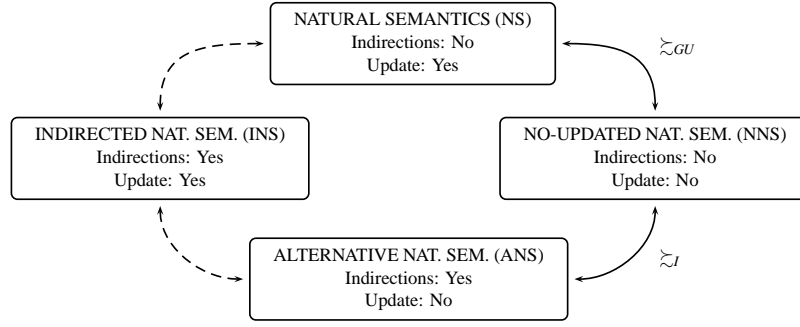 NATURAL SEMANTICS (NS)
Indirections: No
Update: Yes
≿GU
INDIRECTED NAT. SEM. (INS)
Indirections: Yes
Update: Yes
NO-UPDATED NAT. SEM. (NNS)
Indirections: No
Update: No
ALTERNATIVE NAT. SEM. (ANS)
Indirections: Yes
Update: No
≿I